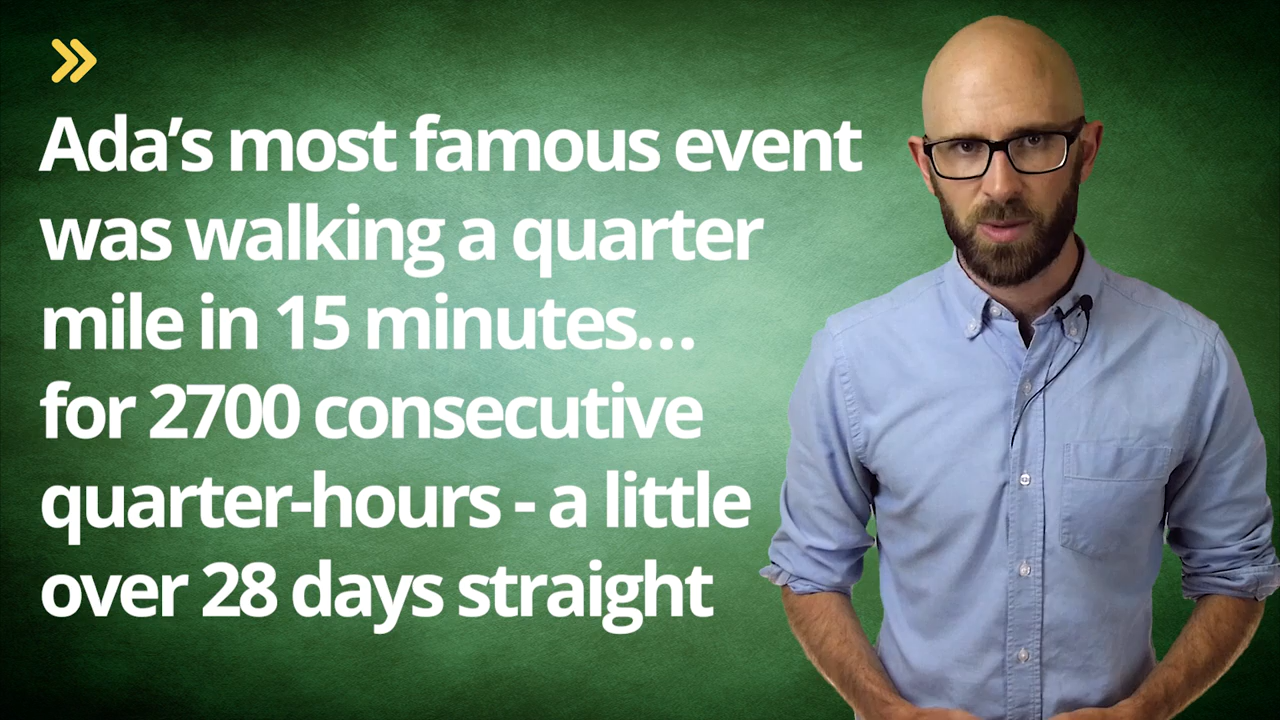 Ada’s most famous event
was walking a quarter
mile in 15 minutes…
for 2700 consecutive
quarter-hours - a little
over 28 days straight